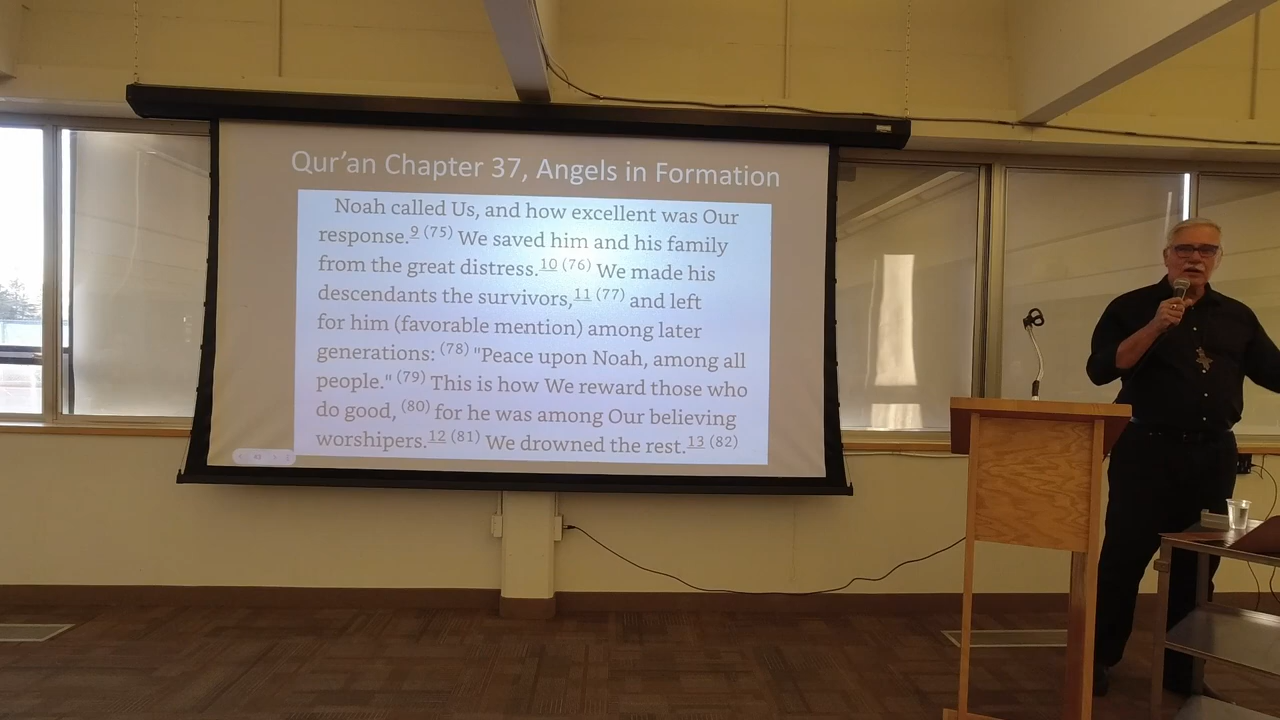 Qur’an Chapter 37, Angels in Formation
Noah called Us, and how excellent was Our
response.9 (75) We saved him and his family
from the great distress.10 (76) We made his
descendants the survivors,11 (77) and left
for him (favorable mention) among later
generations: (78) "Peace upon Noah, among all
people." (79) This is how We reward those who
do good, (80) for he was among Our believing
worshipers.12 (81) We drowned the rest.13 (82)